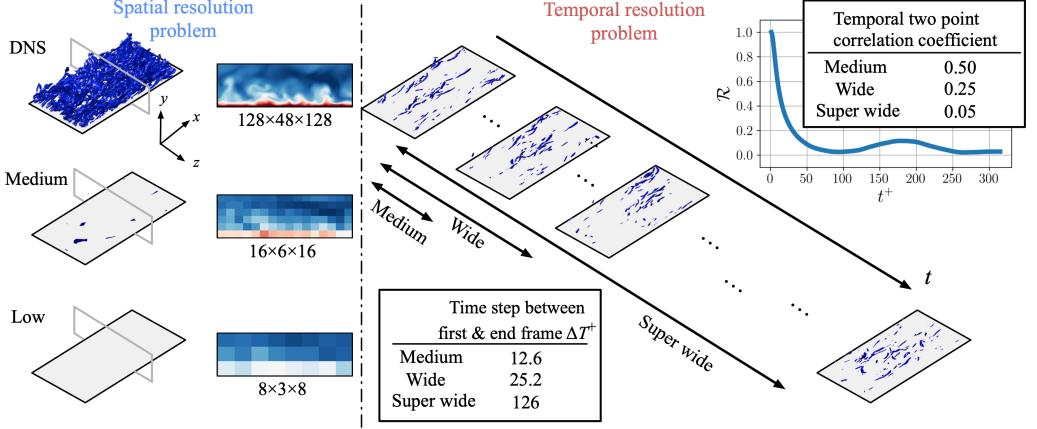 Spatial resolution
problem
DNS
128×48×128
y
x
z
Medium
16×6×16
Low
8×3×8
Temporal resolution
problem
Medium
Wide
Super wide
t
Time step between
first & end frame ΔT⁺
Medium 12.6
Wide 25.2
Super wide 126
1.0
0.8
0.6
0.4
0.2
0.0
R
0 50 100 150 200 250 300
t⁺
Temporal two point
correlation coefficient
Medium 0.50
Wide 0.25
Super wide 0.05